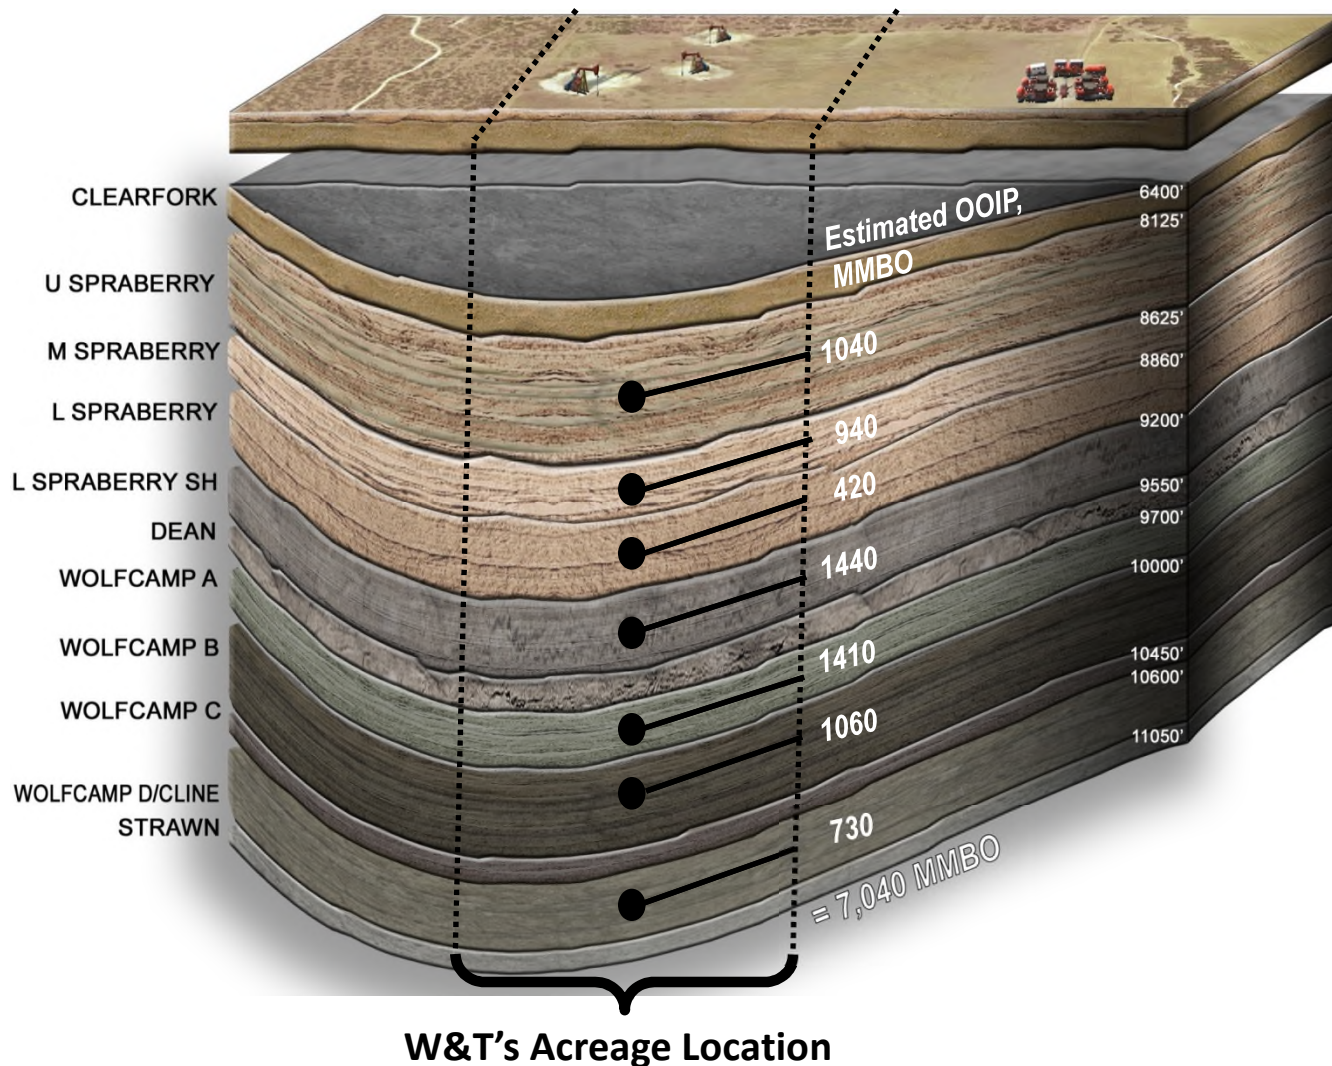 CLEARFORK
U SPRABERRY
M SPRABERRY
L SPRABERRY
L SPRABERRY SH
DEAN
WOLFCAMP A
WOLFCAMP B
WOLFCAMP C
WOLFCAMP D/CLINE
STRAWN
Estimated OOIP,
MMBO
1040
940
420
1440
1410
1060
730
= 7,040 MMBO
6400'
8125'
8625'
8860'
9200'
9550'
9700'
10000'
10450'
10600'
11050'
W&T’s Acreage Location